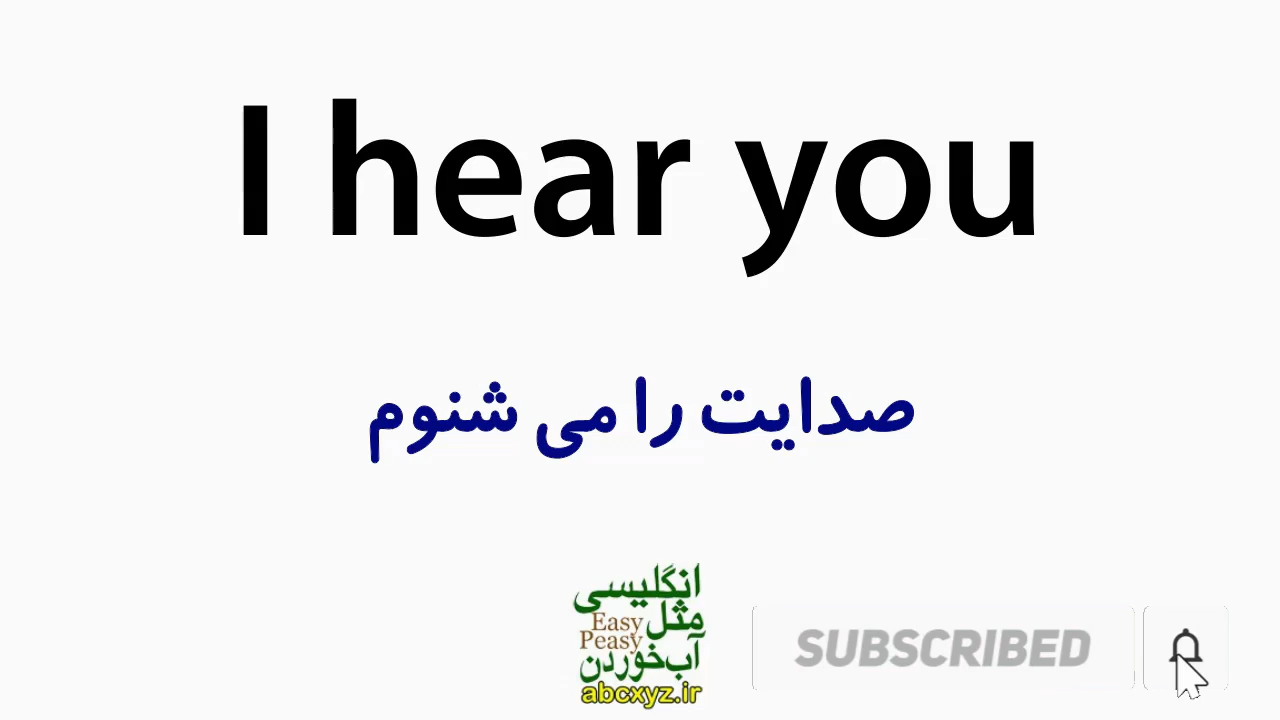 I hear you
صدایت را می شنوم
انگلیسی
مثل
Easy
Peasy
آب خوردن
abcxyz.ir
SUBSCRIBED